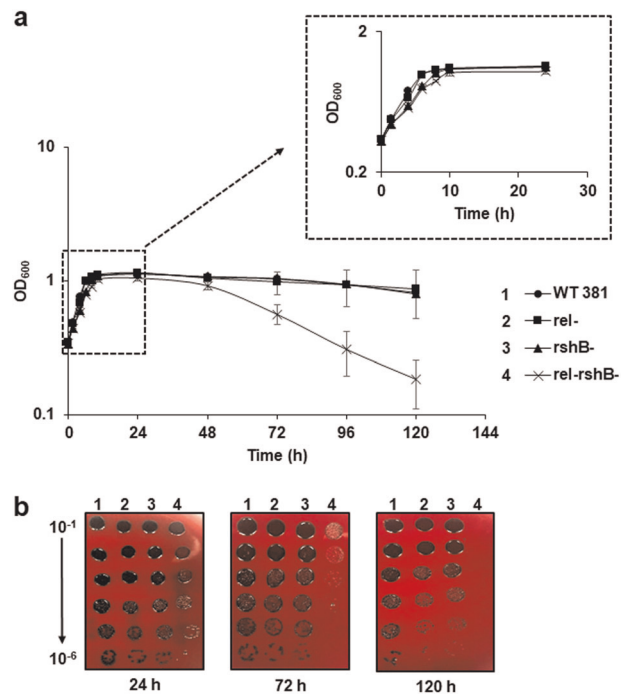 a
2
OD600
0.2
0 10 20 30
Time (h)
10
OD600
1
0.1
0 24 48 72 96 120 144
Time (h)
1 WT 381
2 rel-
3 rshB-
4 rel-rshB-
b
1 2 3 4 1 2 3 4 1 2 3 4
10-1
10-6
24 h 72 h 120 h